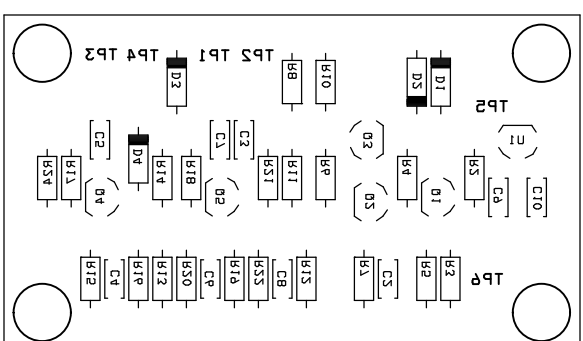 TP3 TP4 TP1 TP2
D3 R8 R10 D2 D1
TP5
C5 D4 C7 C3 Q3 U1
R24 R17 R14 R18 R21 R11 R6 R4 R2
Q4 Q5 Q2 Q1 C9 C10
R15 C4 R16 R13 R20 C6 R19 R22 C8 R12 R7 C2 R5 R3 TP6